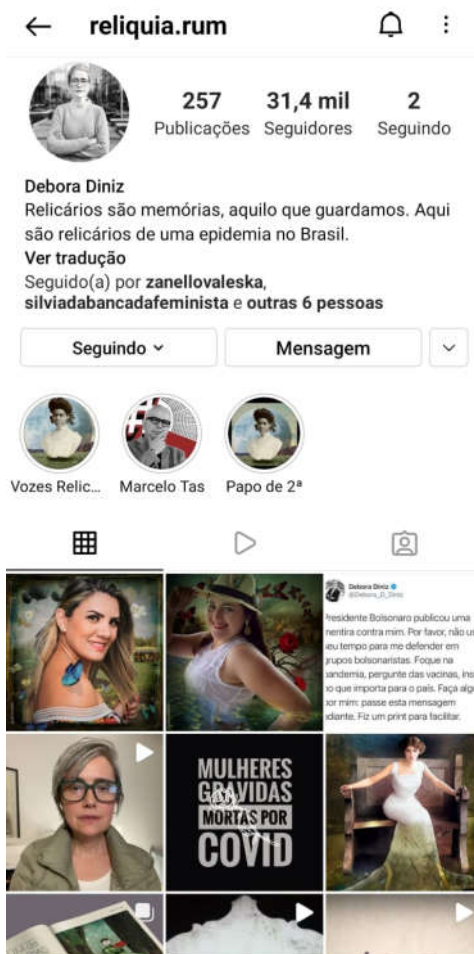 reliquia.rum
257 31,4 mil 2
Publicações Seguidores Seguindo
Debora Diniz
Relicários são memórias, aquilo que guardamos. Aqui
são relicários de uma epidemia no Brasil.
Ver tradução
Seguido(a) por zanellovaleska,
silviadabancadafeminista e outras 6 pessoas
Seguindo Mensagem
Vozes Relic... Marcelo Tas Papo de 2ª
Debora Diniz
@Debora_D_Diniz
Presidente Bolsonaro publicou uma
mentira contra mim. Por favor, não us
seu tempo para me defender em
grupos bolsonaristas. Foque na
pandemia, pergunte das vacinas, ins
no que importa para o país. Faça alg
por mim: passe esta mensagem
adiante. Fiz um print para facilitar.
MULHERES
GRÁVIDAS
MORTAS POR
COVID